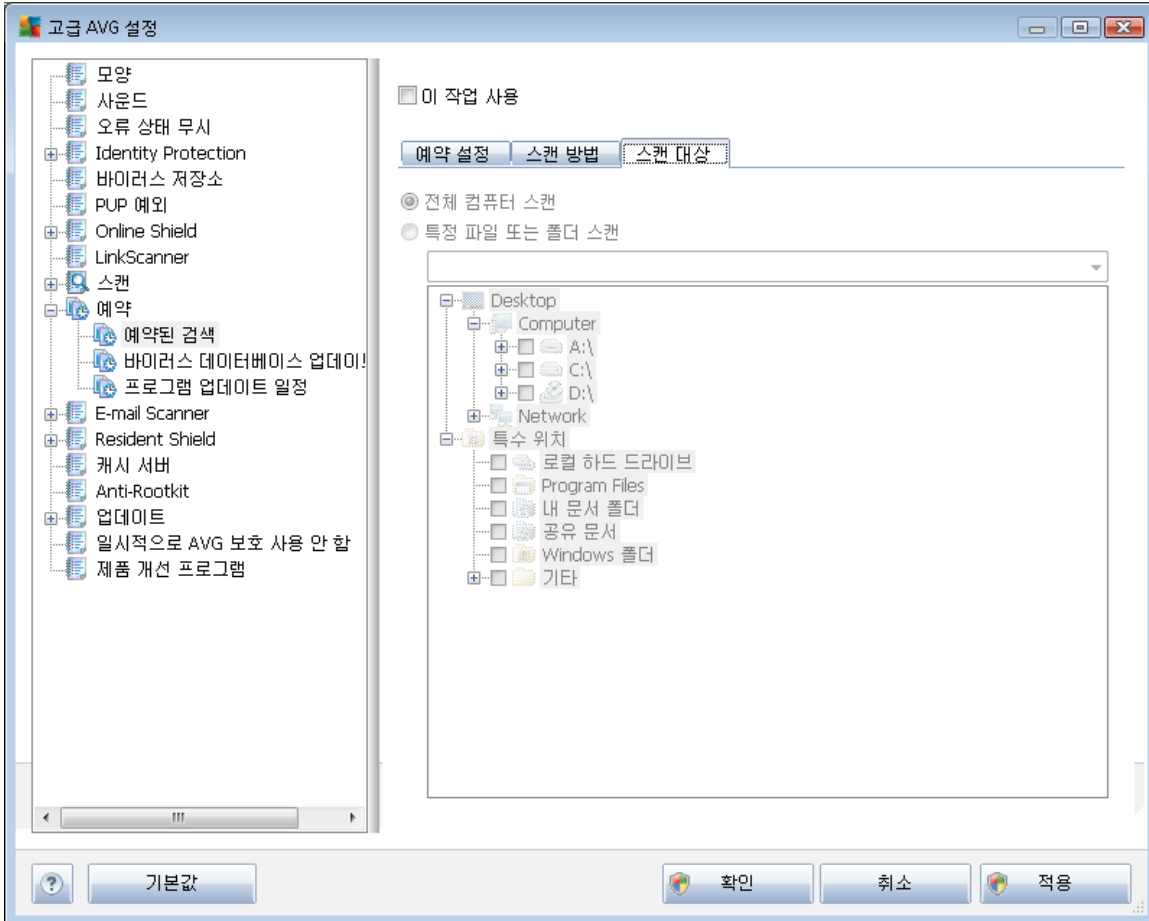 고급 AVG 설정
모양
사운드
오류 상태 무시
Identity Protection
바이러스 저장소
PUP 예외
Online Shield
LinkScanner
스캔
예약
예약된 검색
바이러스 데이터베이스 업데이!
프로그램 업데이트 일정
E-mail Scanner
Resident Shield
캐시 서버
Anti-Rootkit
업데이트
일시적으로 AVG 보호 사용 안 함
제품 개선 프로그램
이 작업 사용
예약 설정 스캔 방법 스캔 대상
전체 컴퓨터 스캔
특정 파일 또는 폴더 스캔
Desktop
Computer
A:\
C:\
D:\
Network
특수 위치
로컬 하드 드라이브
Program Files
내 문서 폴더
공유 문서
Windows 폴더
기타
? 기본값 확인 취소 적용